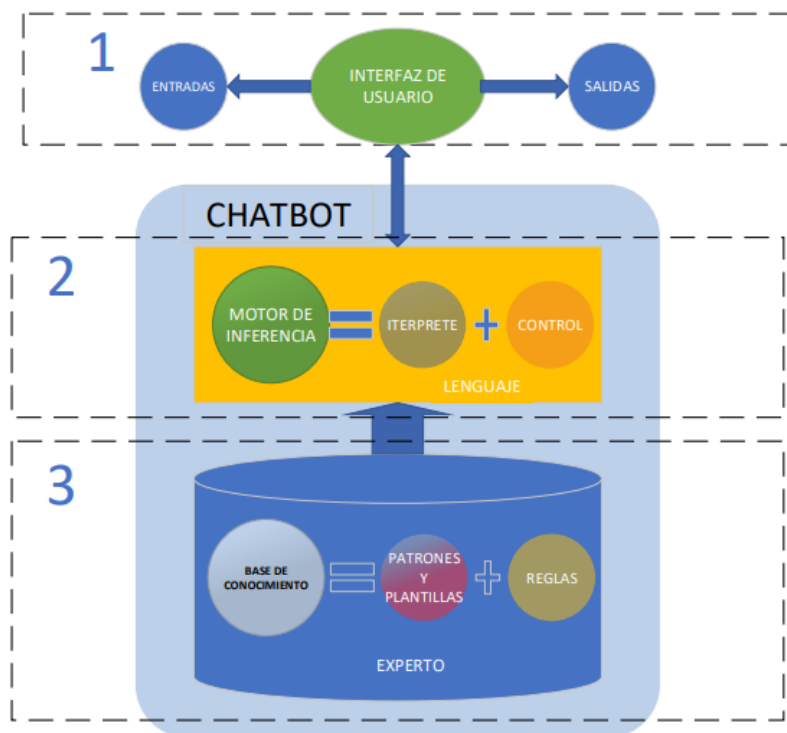 1
ENTRADAS
INTERFAZ DE
USUARIO
SALIDAS
CHATBOT
2
MOTOR DE
INFERENCIA
ITERPRETE
CONTROL
LENGUAJE
3
BASE DE
CONOCIMIENTO
PATRONES
Y
PLANTILLAS
REGLAS
EXPERTO